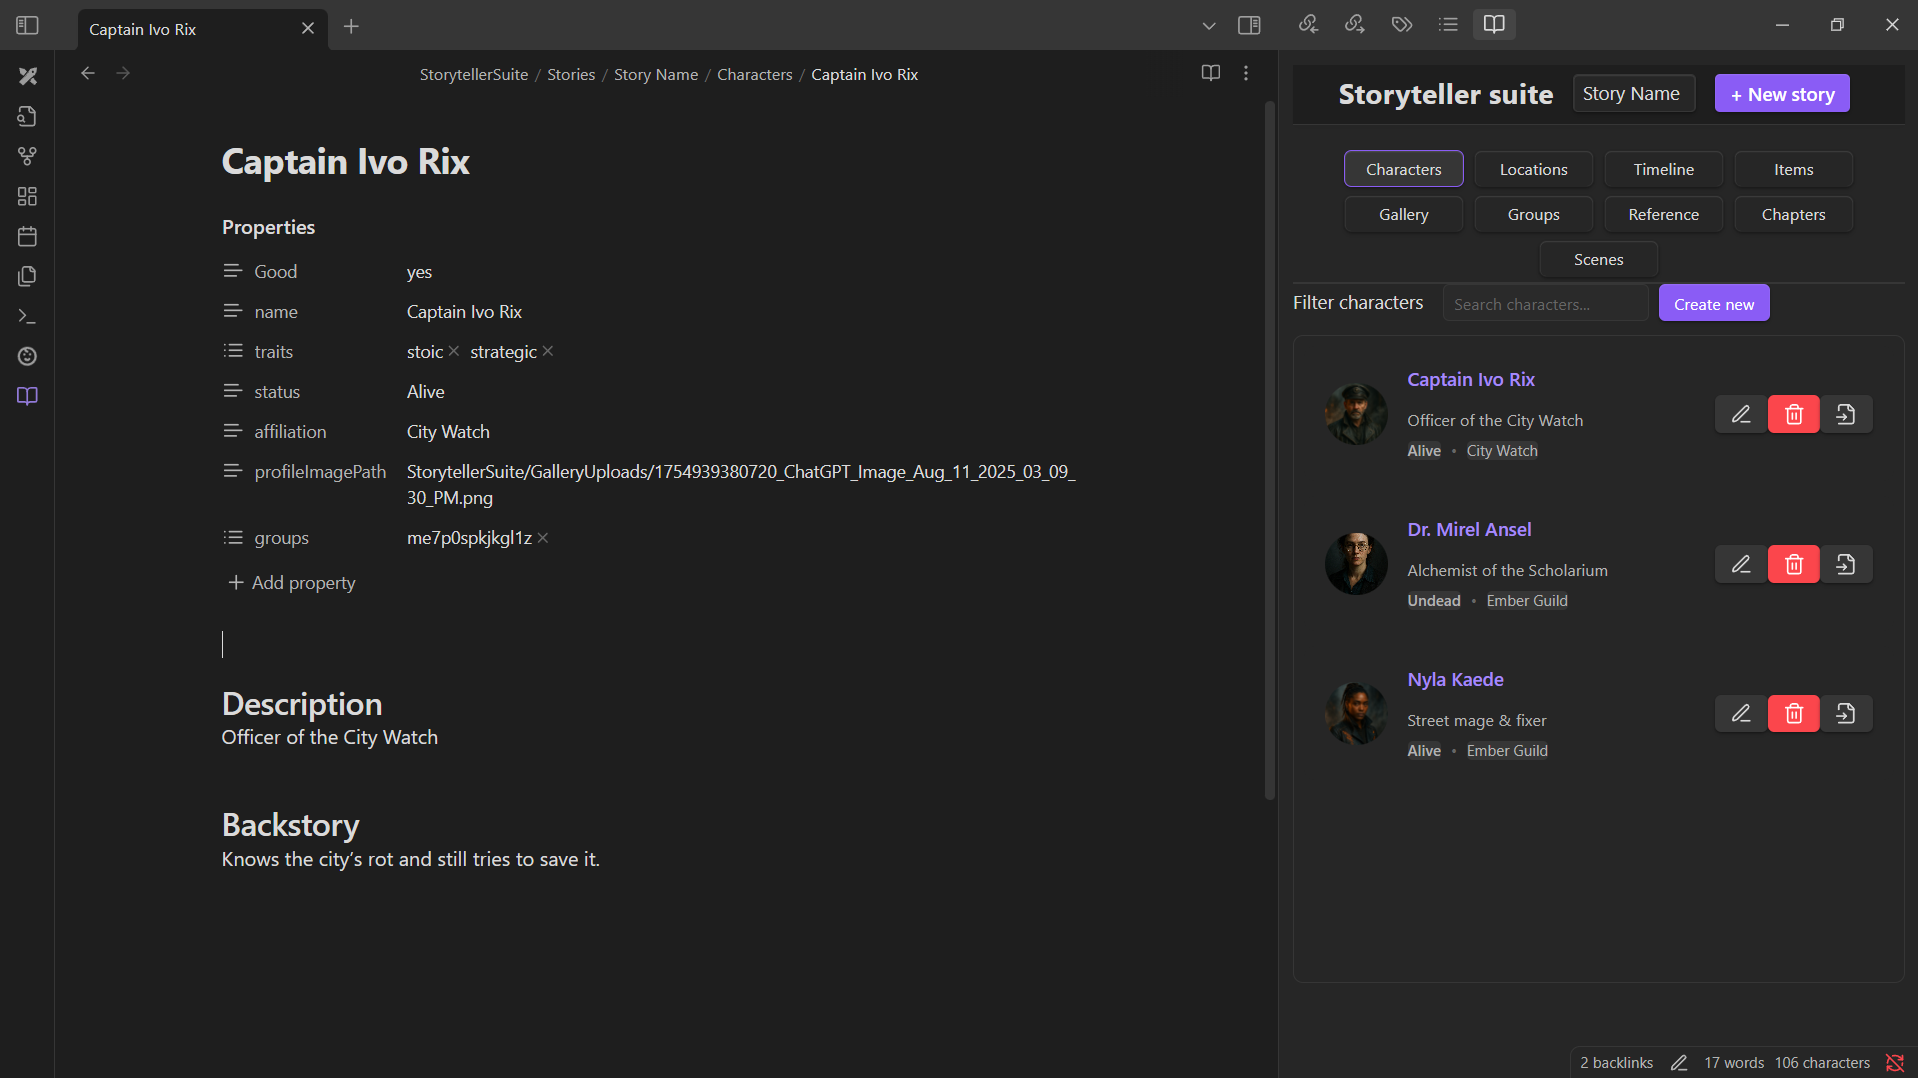 Captain Ivo Rix
StorytellerSuite / Stories / Story Name / Characters / Captain Ivo Rix
Captain Ivo Rix
Properties
Good yes
name Captain Ivo Rix
traits stoic strategic
status Alive
affiliation City Watch
profileImagePath StorytellerSuite/GalleryUploads/1754939380720_ChatGPT_Image_Aug_11_2025_03_09_
30_PM.png
groups me7p0spkjkgl1z
Add property
Description
Officer of the City Watch
Backstory
Knows the city’s rot and still tries to save it.
Storyteller suite Story Name + New story
Characters Locations Timeline Items
Gallery Groups Reference Chapters
Scenes
Filter characters Search characters... Create new
Captain Ivo Rix
Officer of the City Watch
Alive • City Watch
Dr. Mirel Ansel
Alchemist of the Scholarium
Undead • Ember Guild
Nyla Kaede
Street mage & fixer
Alive • Ember Guild
2 backlinks 17 words 106 characters